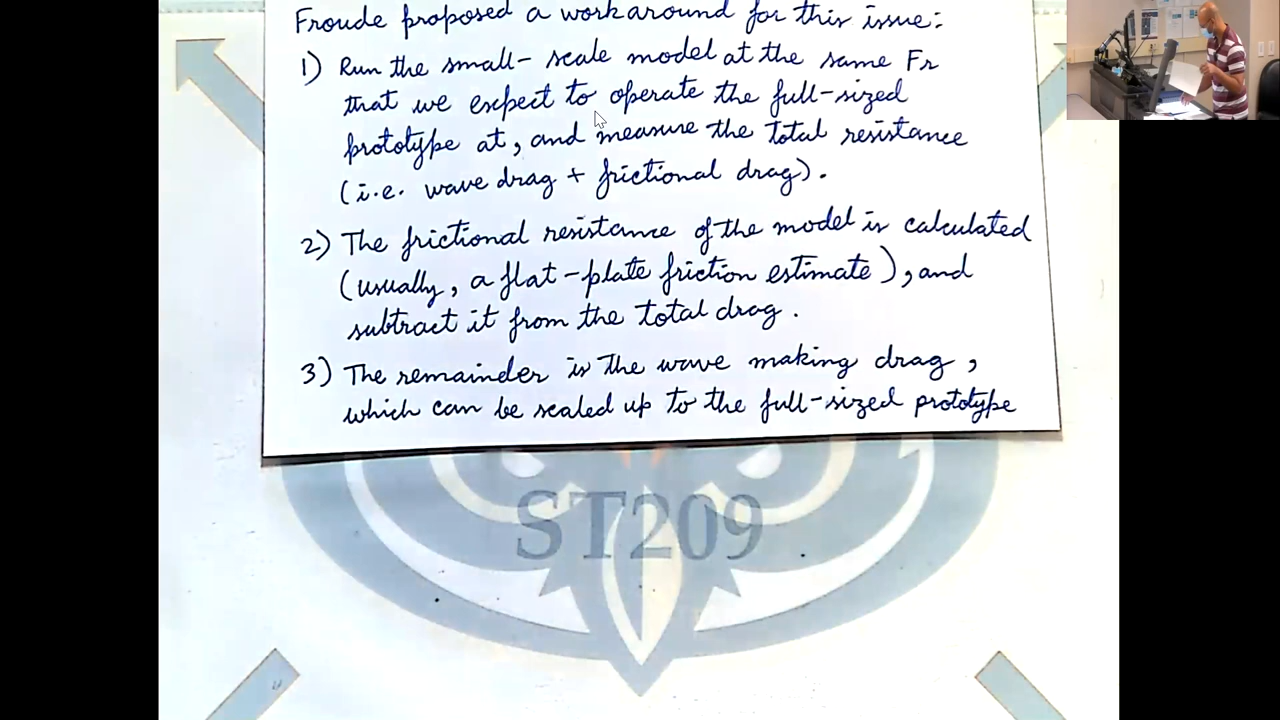 Froude proposed a workaround for this issue:
1) Run the small-scale model at the same Fr
that we expect to operate the full-sized
prototype at, and measure the total resistance
(i.e. wave drag + frictional drag).
2) The frictional resistance of the model is calculated
(usually, a flat-plate friction estimate), and
subtract it from the total drag.
3) The remainder is the wave making drag,
which can be scaled up to the full-sized prototype
ST209